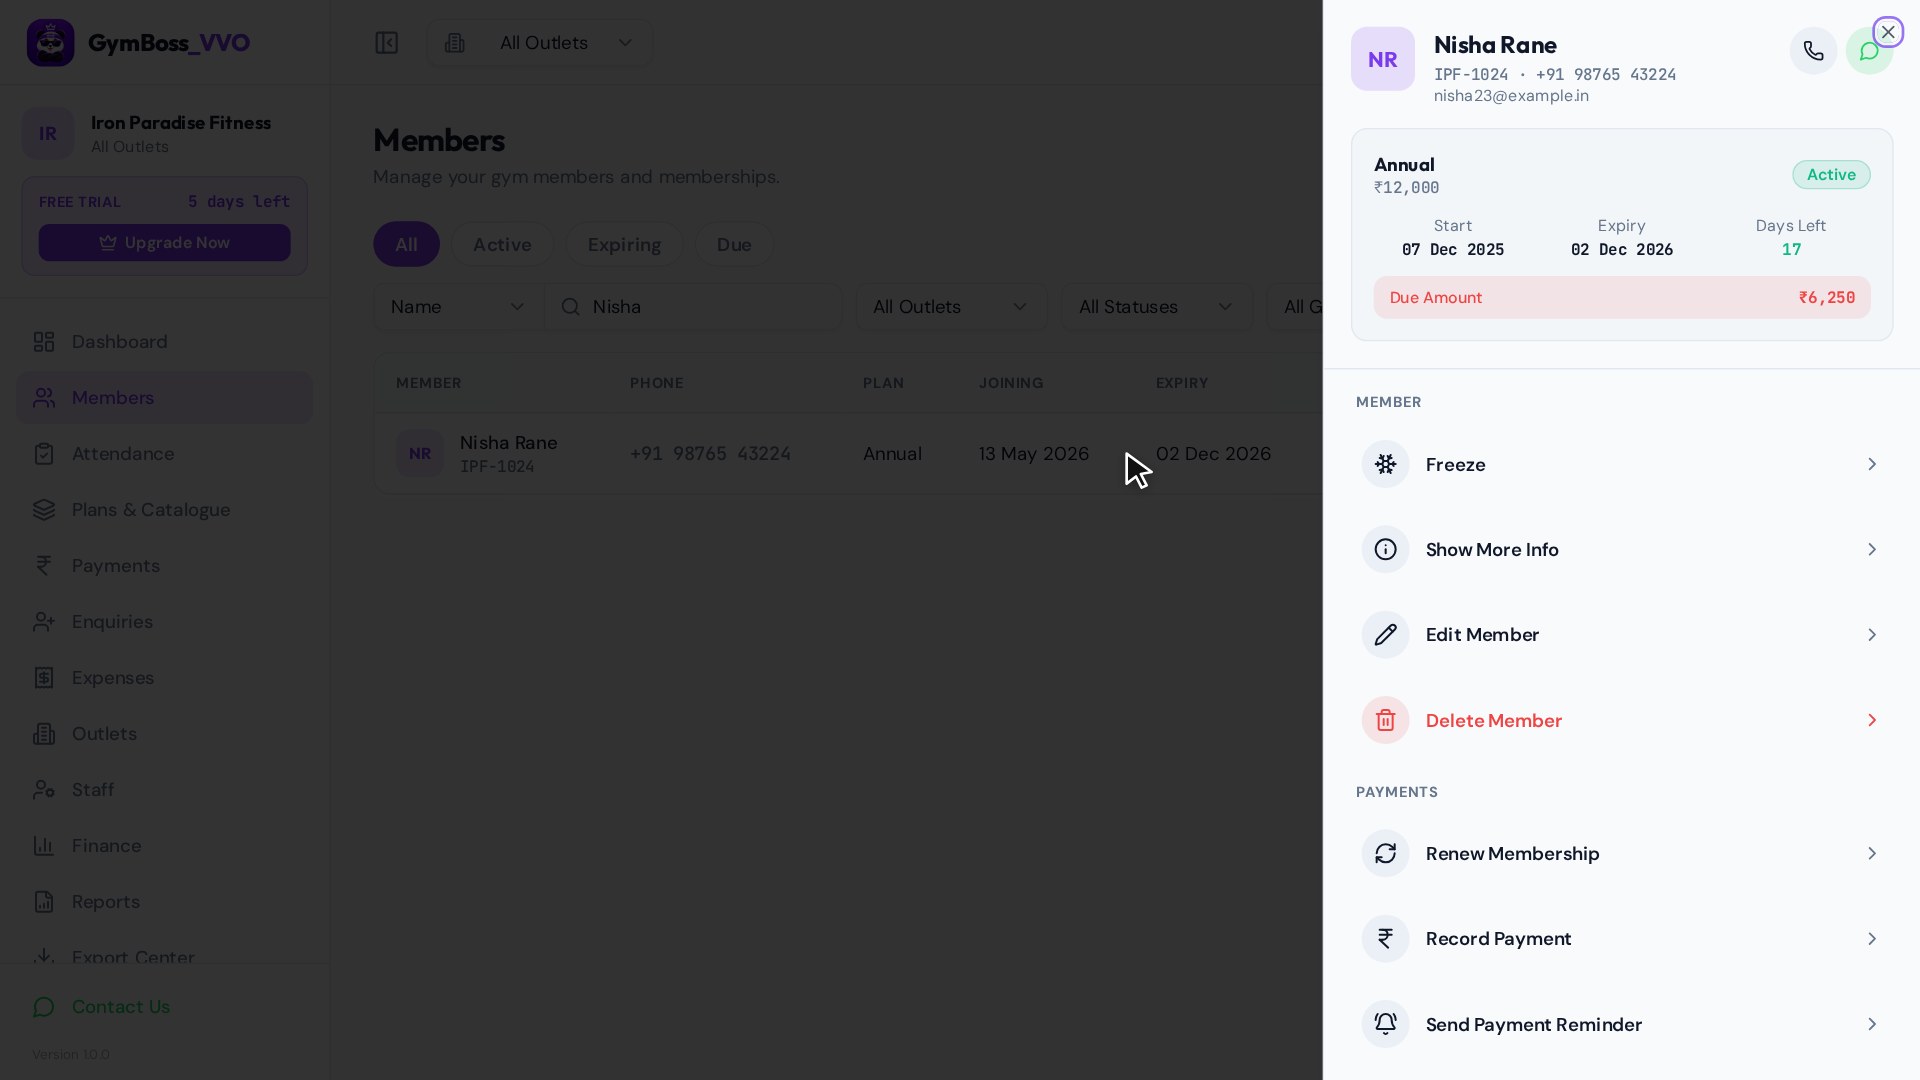 GymBoss_VVO
All Outlets
IR
Iron Paradise Fitness
All Outlets
FREE TRIAL
5 days left
Upgrade Now
Dashboard
Members
Attendance
Plans & Catalogue
Payments
Enquiries
Expenses
Outlets
Staff
Finance
Reports
Export Center
Contact Us
Version 1.0.0
Members
Manage your gym members and memberships.
All
Active
Expiring
Due
Name
Nisha
All Outlets
All Statuses
All G
MEMBER
PHONE
PLAN
JOINING
EXPIRY
NR
Nisha Rane
IPF-1024
+91 98765 43224
Annual
13 May 2026
02 Dec 2026
NR
Nisha Rane
IPF-1024 · +91 98765 43224
nisha23@example.in
Annual
₹12,000
Active
Start
Expiry
Days Left
07 Dec 2025
02 Dec 2026
17
Due Amount
₹6,250
MEMBER
Freeze
Show More Info
Edit Member
Delete Member
PAYMENTS
Renew Membership
Record Payment
Send Payment Reminder